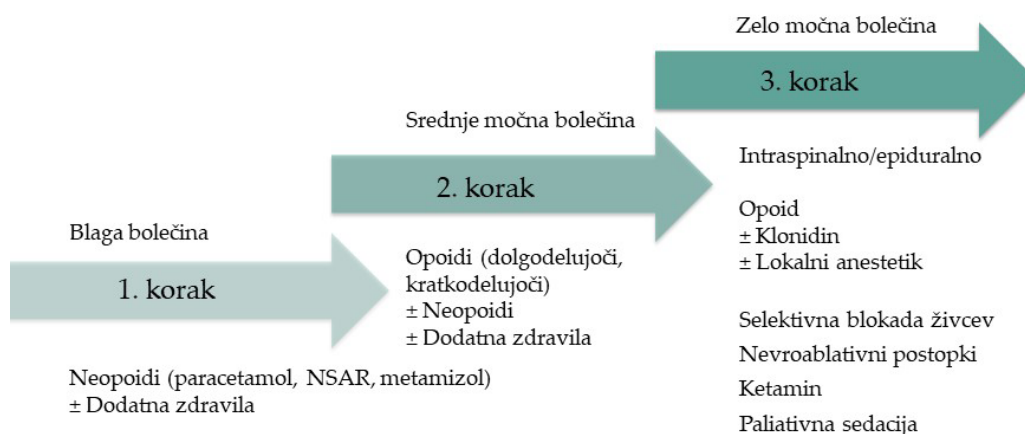 Blaga bolečina
1. korak
Neopoidi (paracetamol, NSAR, metamizol)
± Dodatna zdravila
Srednje močna bolečina
2. korak
Opoidi (dolgodelujoči,
kratkodelujoči)
± Neopoidi
± Dodatna zdravila
Zelo močna bolečina
3. korak
Intraspinalno/epiduralno
Opoid
± Klonidin
± Lokalni anestetik
Selektivna blokada živcev
Nevroablativni postopki
Ketamin
Paliativna sedacija